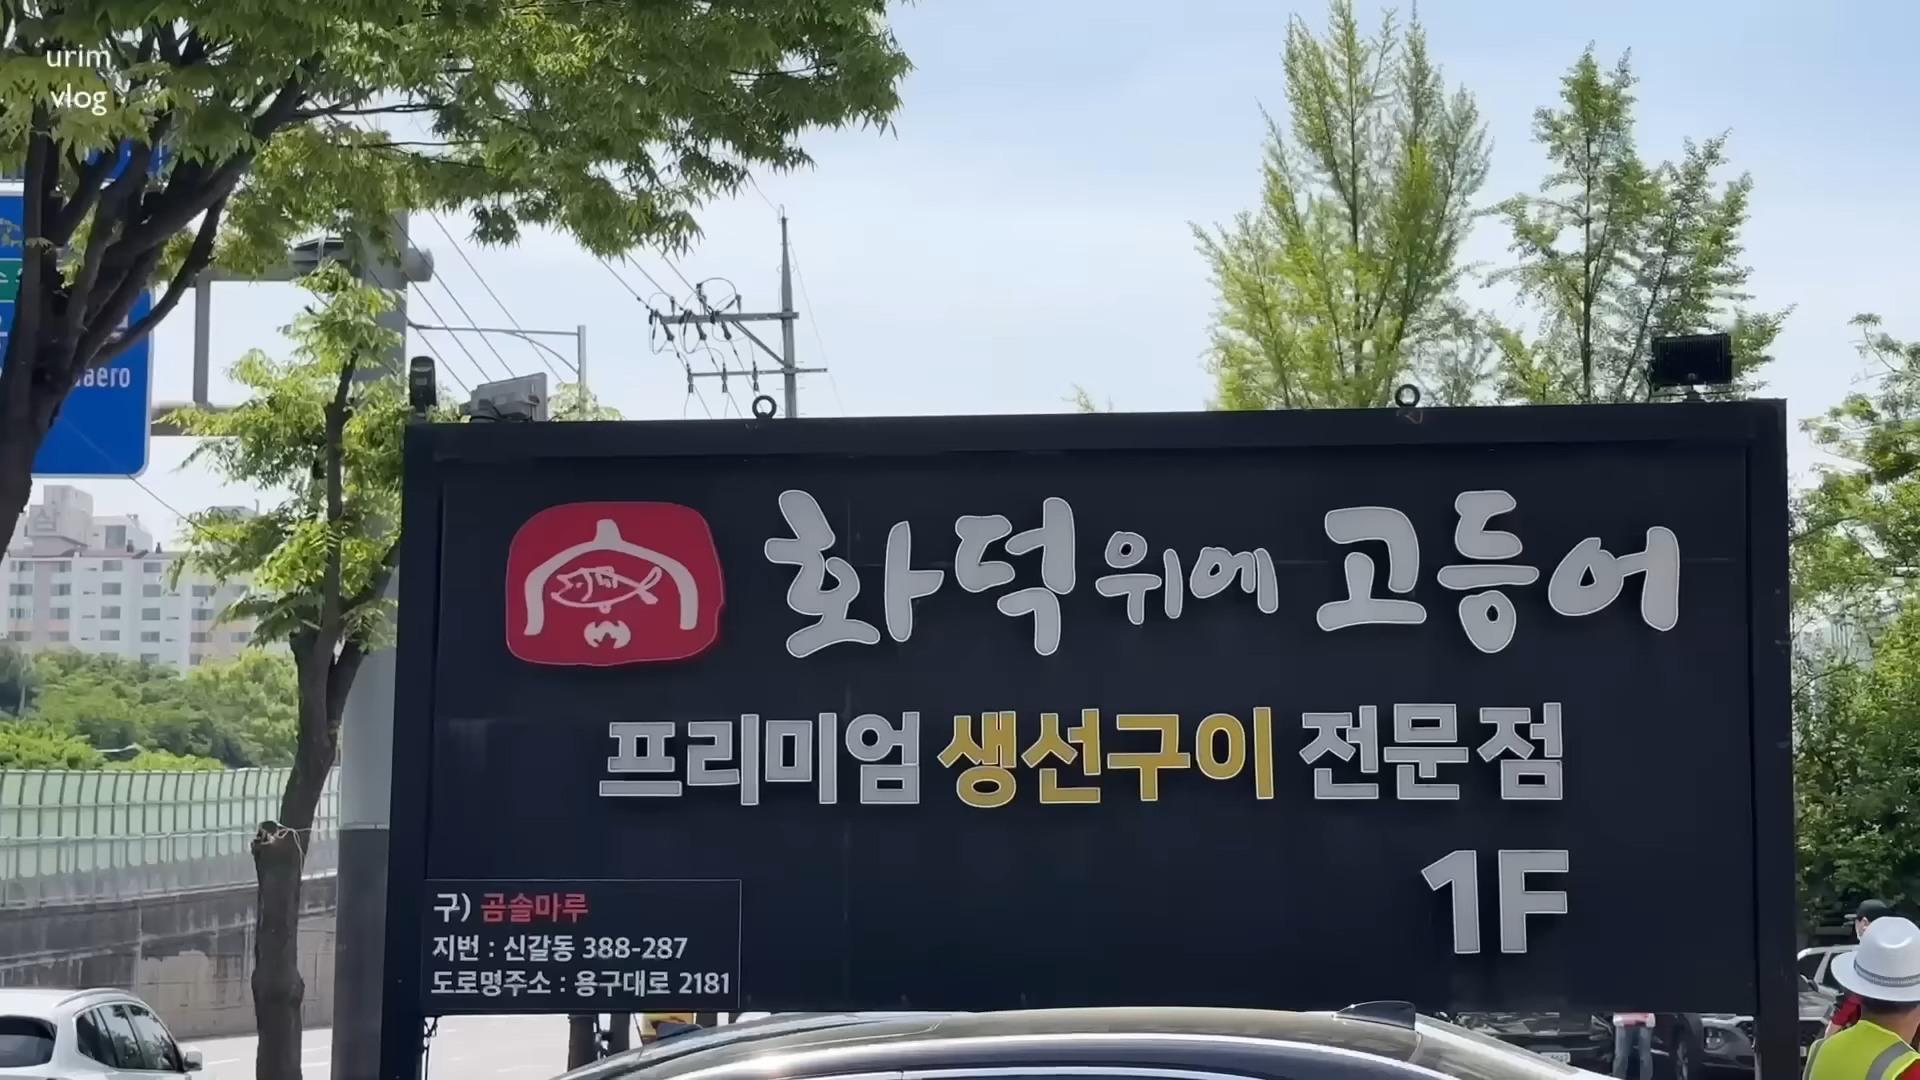 urim
vlog
aero
화덕위에 고등어
프리미엄 생선구이 전문점
1F
구) 곰솔마루
지번 : 신갈동 388-287
도로명주소 : 용구대로 2181